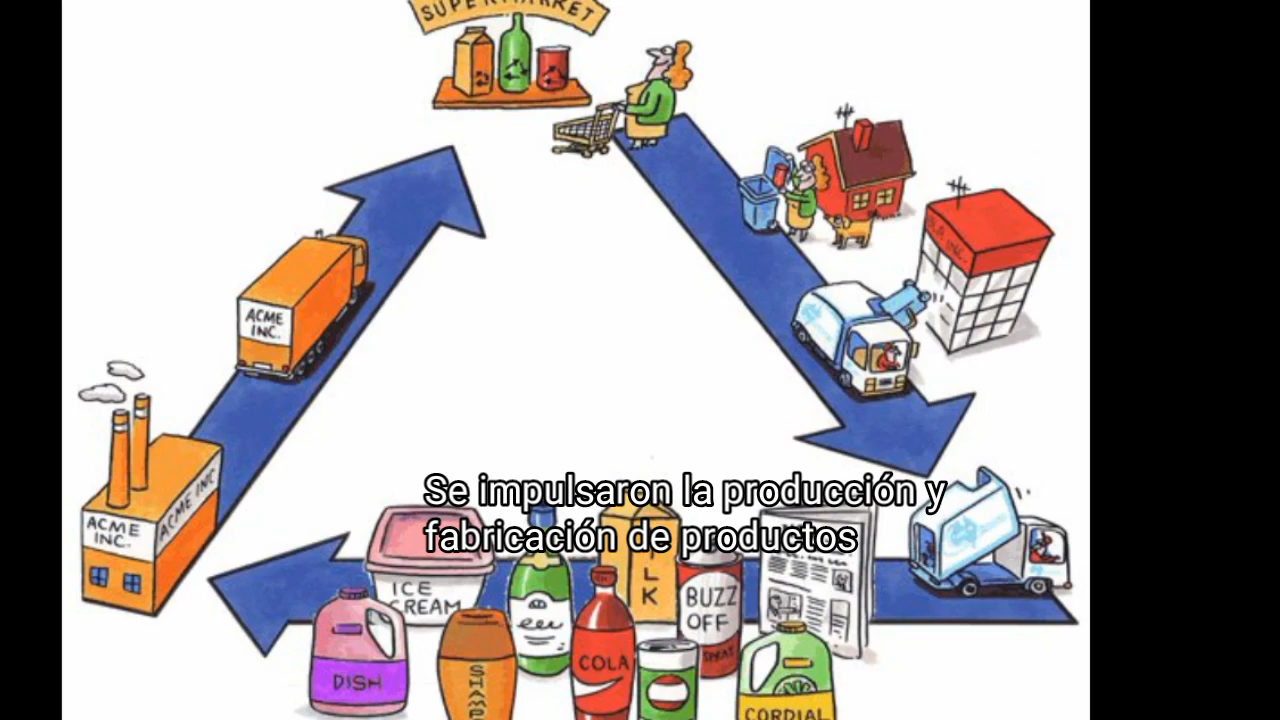 SUPERMARKET
ACME
INC.
ACME
INC.
ACME INC
Se impulsaron la producción y
fabricación de productos
ICE
CREAM
BUZZ
OFF
SPRAY
COLA
DISH
CORDIAL